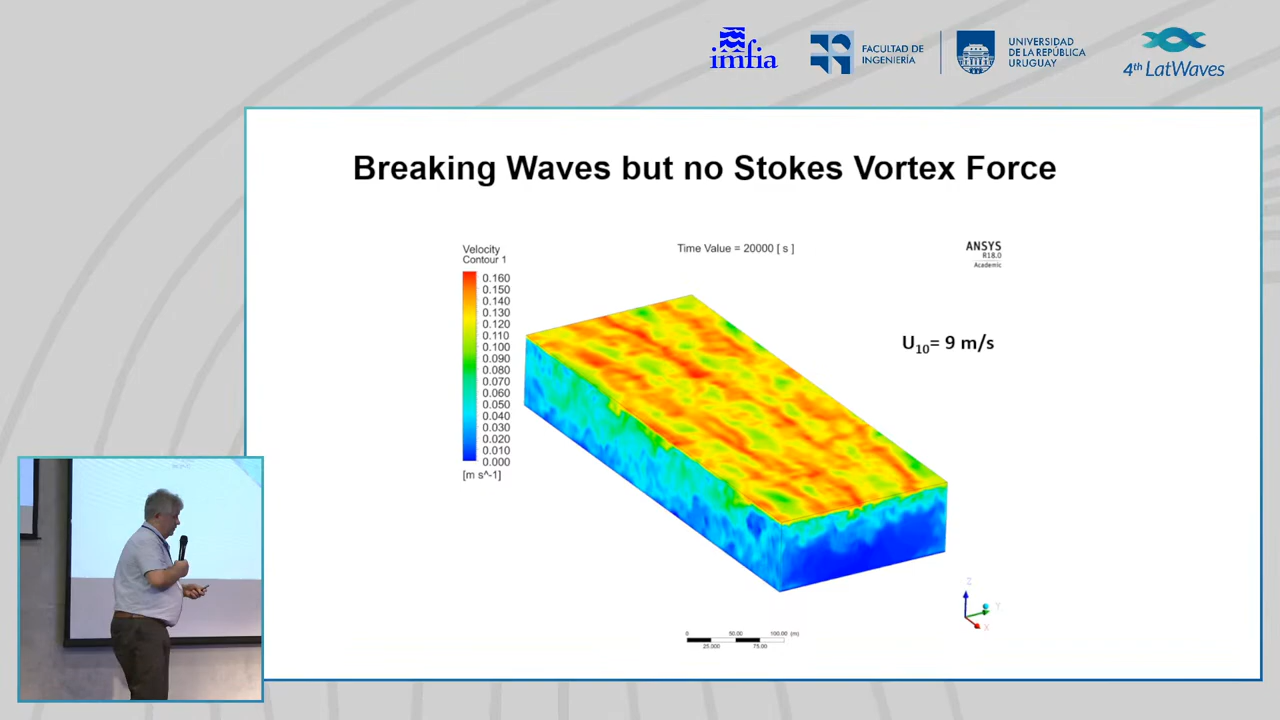 imfia
FACULTAD DE
INGENIERÍA
UNIVERSIDAD
DE LA REPÚBLICA
URUGUAY
4th LatWaves
Breaking Waves but no Stokes Vortex Force
Velocity
Contour 1
Time Value = 20000 [ s ]
ANSYS
R18.0
Academic
0.160
0.150
0.140
0.130
0.120
0.110
0.100
0.090
0.080
0.070
0.060
0.050
0.040
0.030
0.020
0.010
0.000
[m s^-1]
U10= 9 m/s
Z
Y
X
0 50.00 100.00 (m)
25.000 75.00